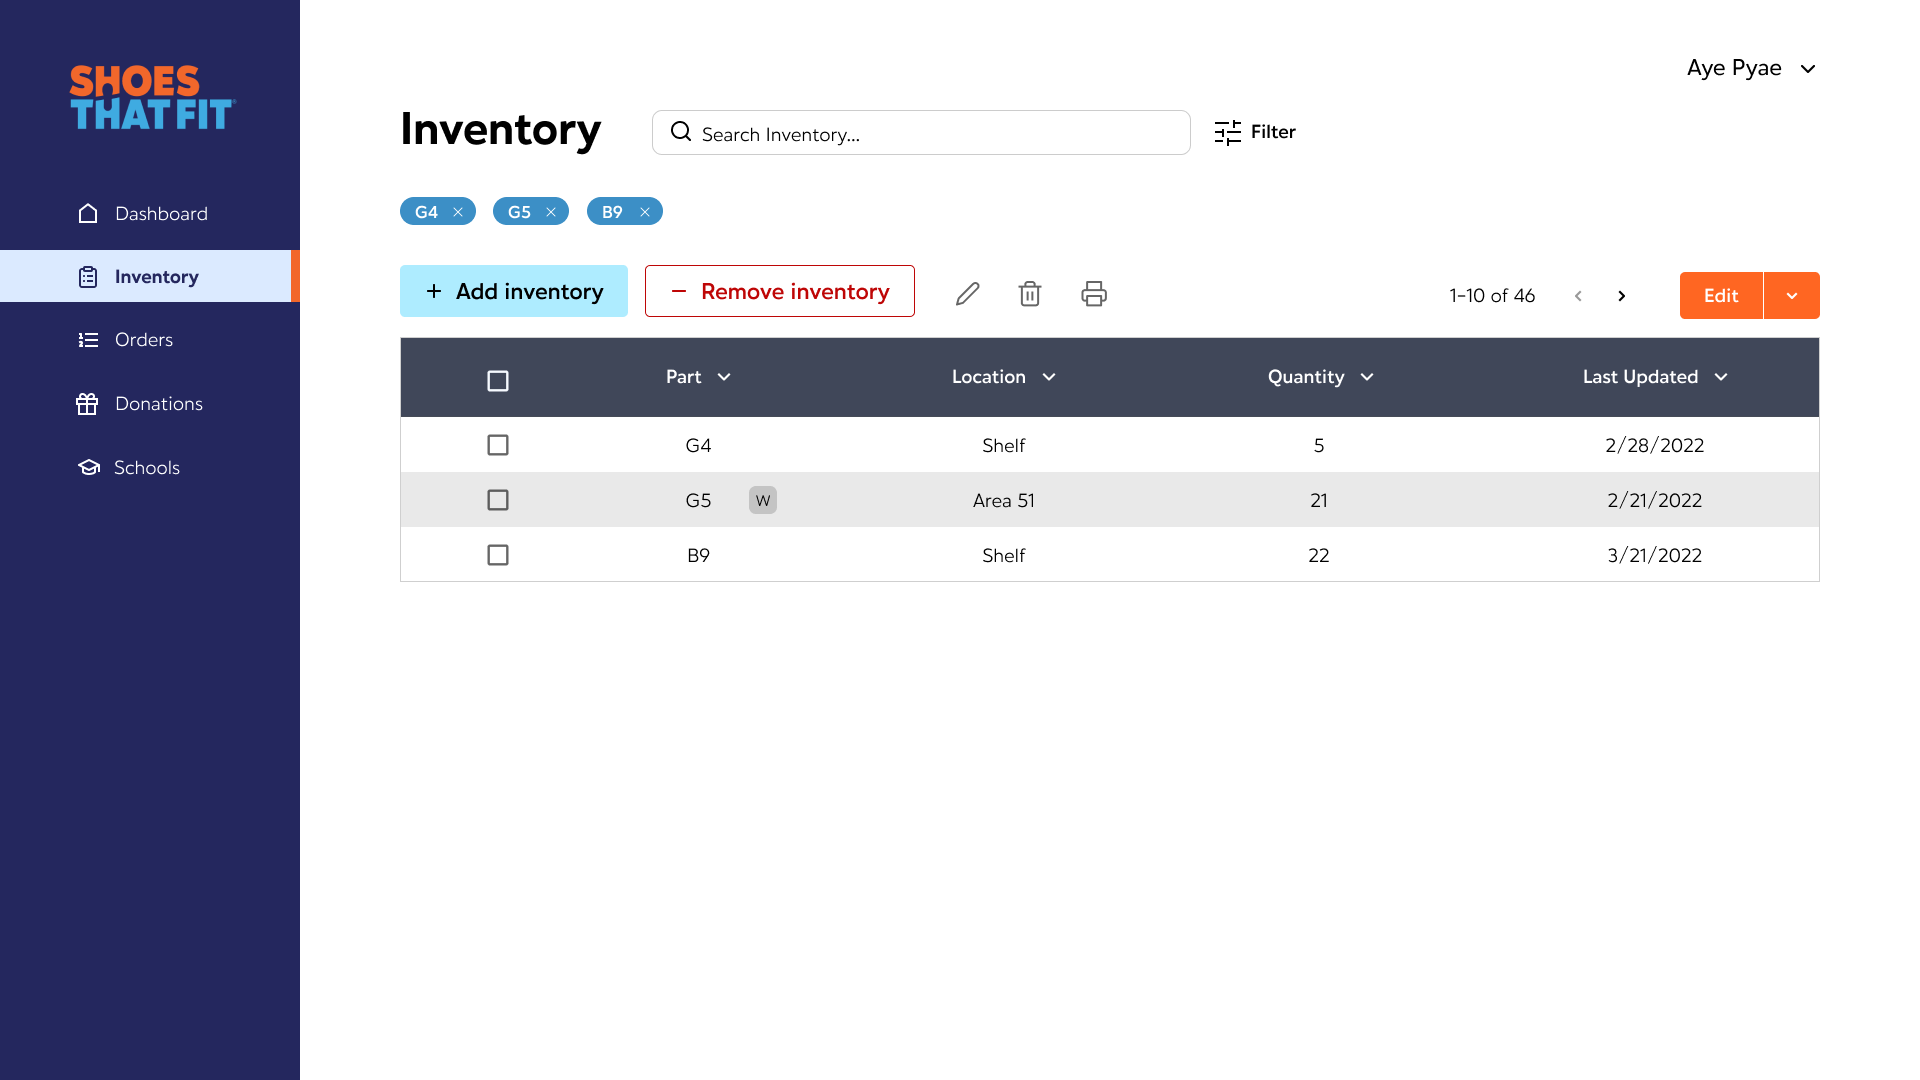 SHOES
THAT FIT
Dashboard
Inventory
Orders
Donations
Schools
Aye Pyae
Inventory
Search Inventory...
Filter
G4
G5
B9
Add inventory
Remove inventory
1-10 of 46
Edit
Part Location Quantity Last Updated
G4 Shelf 5 2/28/2022
G5 W Area 51 21 2/21/2022
B9 Shelf 22 3/21/2022